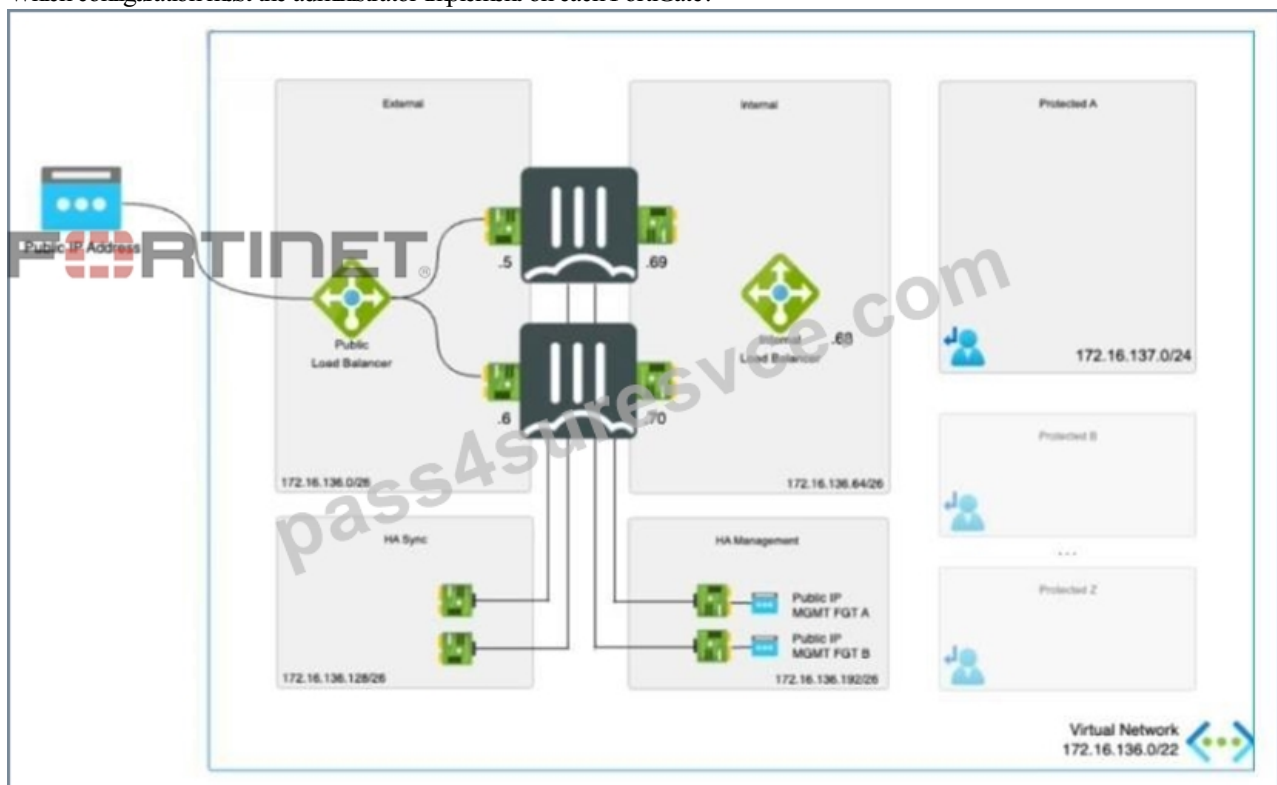 External
Internal
Protected A
Public IP Address
FORTINET®
.5
.69
Public
Load Balancer
Internal
Load Balancer
.68
172.16.137.0/24
.6
.70
172.16.136.0/26
172.16.136.64/26
Protected B
HA Sync
HA Management
...
Public IP
MGMT FGT A
Public IP
MGMT FGT B
Protected Z
172.16.136.128/26
172.16.136.192/26
Virtual Network
172.16.136.0/22
pass4suresvce.com